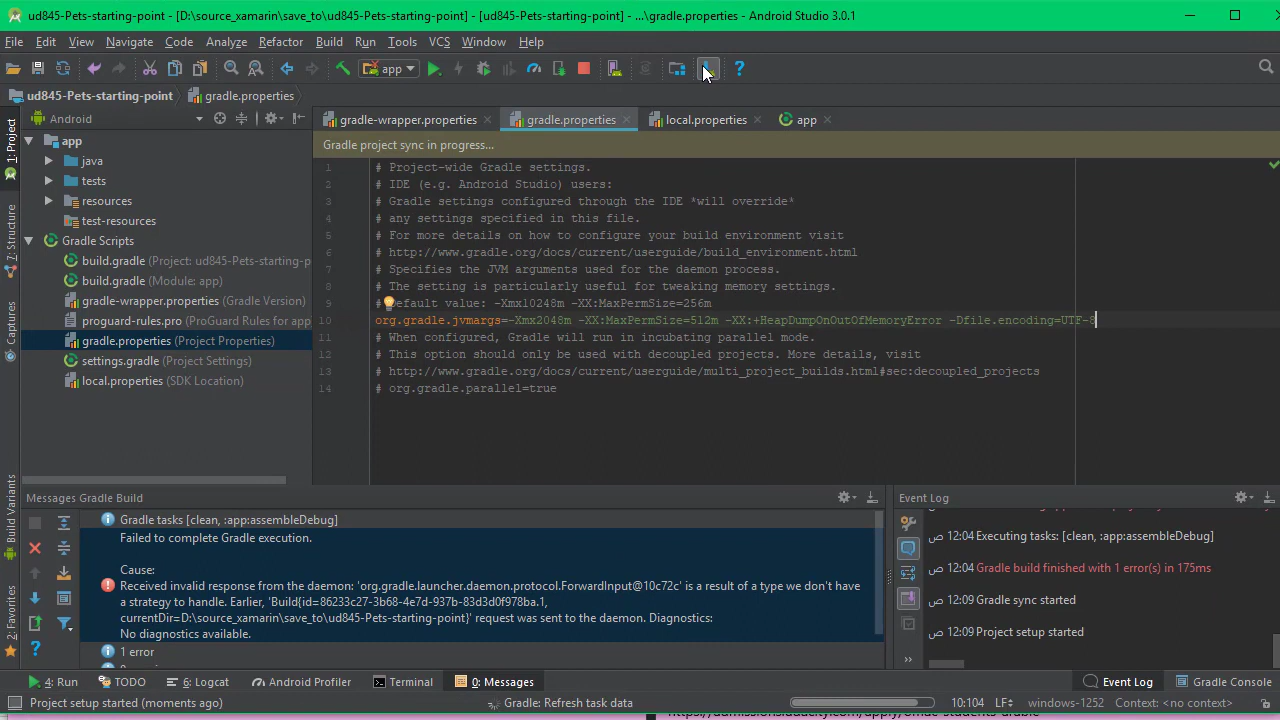 ud845-Pets-starting-point - [D:\source_xamarin\save_to\ud845-Pets-starting-point] - [ud845-Pets-starting-point] - ...\gradle.properties - Android Studio 3.0.1
File Edit View Navigate Code Analyze Refactor Build Run Tools VCS Window Help
app
ud845-Pets-starting-point gradle.properties
Android
gradle-wrapper.properties gradle.properties local.properties app
1: Project
Z: Structure
Captures
Build Variants
2: Favorites
app
java
tests
resources
test-resources
Gradle Scripts
build.gradle (Project: ud845-Pets-starting-p
build.gradle (Module: app)
gradle-wrapper.properties (Gradle Version)
proguard-rules.pro (ProGuard Rules for app
gradle.properties (Project Properties)
settings.gradle (Project Settings)
local.properties (SDK Location)
Gradle project sync in progress...
1 # Project-wide Gradle settings.
2 # IDE (e.g. Android Studio) users:
3 # Gradle settings configured through the IDE *will override*
4 # any settings specified in this file.
5 # For more details on how to configure your build environment visit
6 # http://www.gradle.org/docs/current/userguide/build_environment.html
7 # Specifies the JVM arguments used for the daemon process.
8 # The setting is particularly useful for tweaking memory settings.
9 # Default value: -Xmx10248m -XX:MaxPermSize=256m
10 org.gradle.jvmargs=-Xmx2048m -XX:MaxPermSize=512m -XX:+HeapDumpOnOutOfMemoryError -Dfile.encoding=UTF-8
11 # When configured, Gradle will run in incubating parallel mode.
12 # This option should only be used with decoupled projects. More details, visit
13 # http://www.gradle.org/docs/current/userguide/multi_project_builds.html#sec:decoupled_projects
14 # org.gradle.parallel=true
Messages Gradle Build
Gradle tasks [clean, :app:assembleDebug]
Failed to complete Gradle execution.
Cause:
Received invalid response from the daemon: 'org.gradle.launcher.daemon.protocol.ForwardInput@10c72c' is a result of a type we don't have
a strategy to handle. Earlier, 'Build{id=86233c27-3b68-4e7d-937b-83d3d0f978ba.1,
currentDir=D:\source_xamarin\save_to\ud845-Pets-starting-point}' request was sent to the daemon. Diagnostics:
No diagnostics available.
1 error
Event Log
ص 12:04 Executing tasks: [clean, :app:assembleDebug]
ص 12:04 Gradle build finished with 1 error(s) in 175ms
ص 12:09 Gradle sync started
ص 12:09 Project setup started
4: Run TODO 6: Logcat Android Profiler Terminal 0: Messages Event Log Gradle Console
Project setup started (moments ago) Gradle: Refresh task data 10:104 LF÷ windows-1252 Context: <no context>